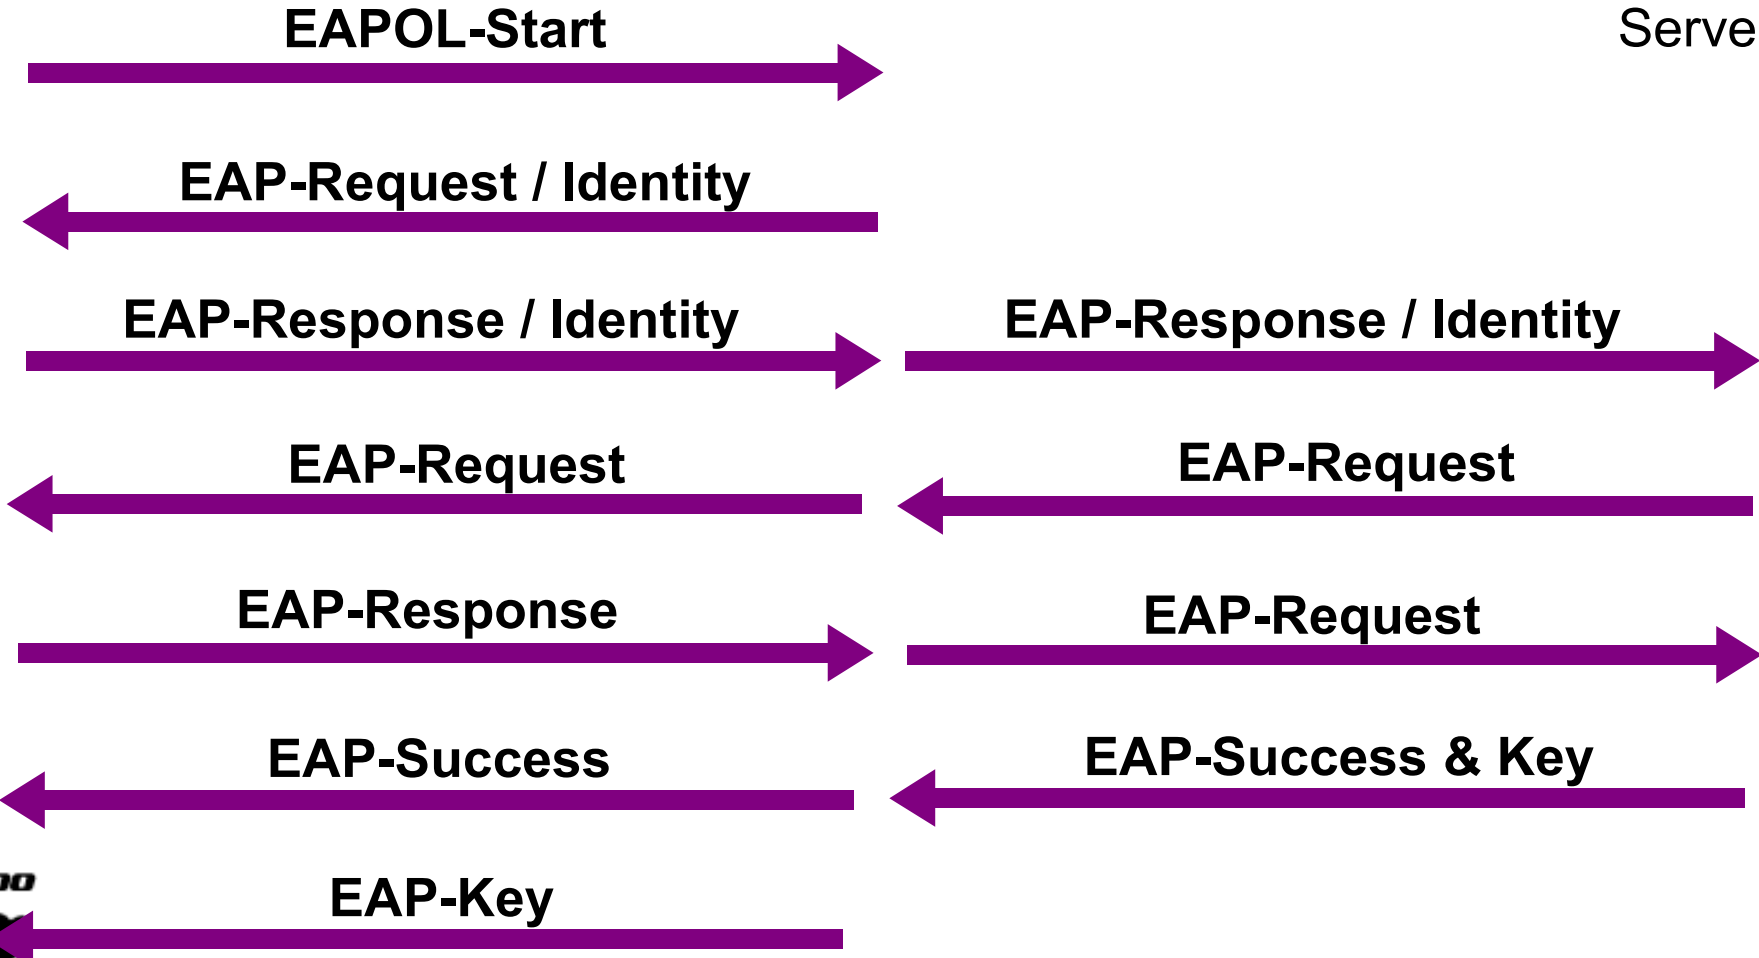 EAPOL-Start
EAP-Request / Identity
EAP-Response / Identity
EAP-Response / Identity
EAP-Request
EAP-Request
EAP-Response
EAP-Request
EAP-Success
EAP-Success & Key
EAP-Key